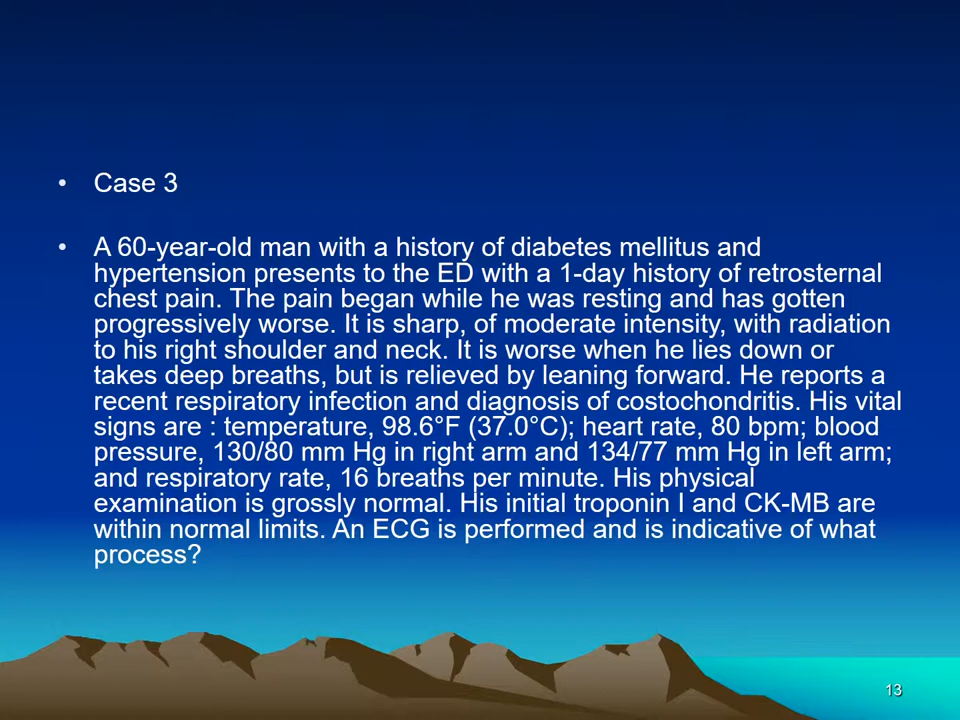 • Case 3
• A 60-year-old man with a history of diabetes mellitus and
hypertension presents to the ED with a 1-day history of retrosternal
chest pain. The pain began while he was resting and has gotten
progressively worse. It is sharp, of moderate intensity, with radiation
to his right shoulder and neck. It is worse when he lies down or
takes deep breaths, but is relieved by leaning forward. He reports a
recent respiratory infection and diagnosis of costochondritis. His vital
signs are : temperature, 98.6°F (37.0°C); heart rate, 80 bpm; blood
pressure, 130/80 mm Hg in right arm and 134/77 mm Hg in left arm;
and respiratory rate, 16 breaths per minute. His physical
examination is grossly normal. His initial troponin I and CK-MB are
within normal limits. An ECG is performed and is indicative of what
process?
13